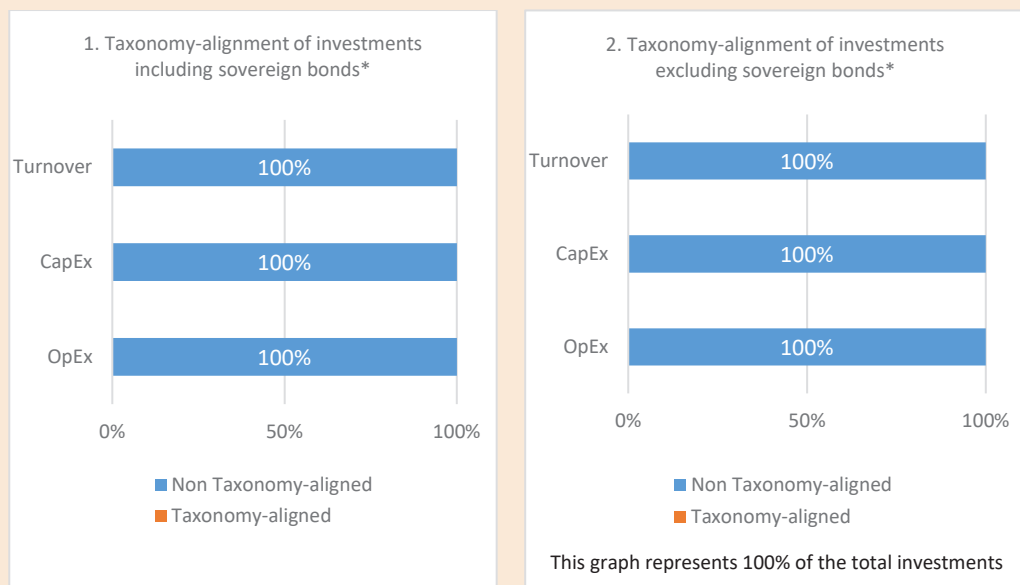 1. Taxonomy-alignment of investments
including sovereign bonds*
Turnover
100%
CapEx
100%
OpEx
100%
0%
50%
100%
Non Taxonomy-aligned
Taxonomy-aligned
2. Taxonomy-alignment of investments
excluding sovereign bonds*
Turnover
100%
CapEx
100%
OpEx
100%
0%
50%
100%
Non Taxonomy-aligned
Taxonomy-aligned
This graph represents 100% of the total investments